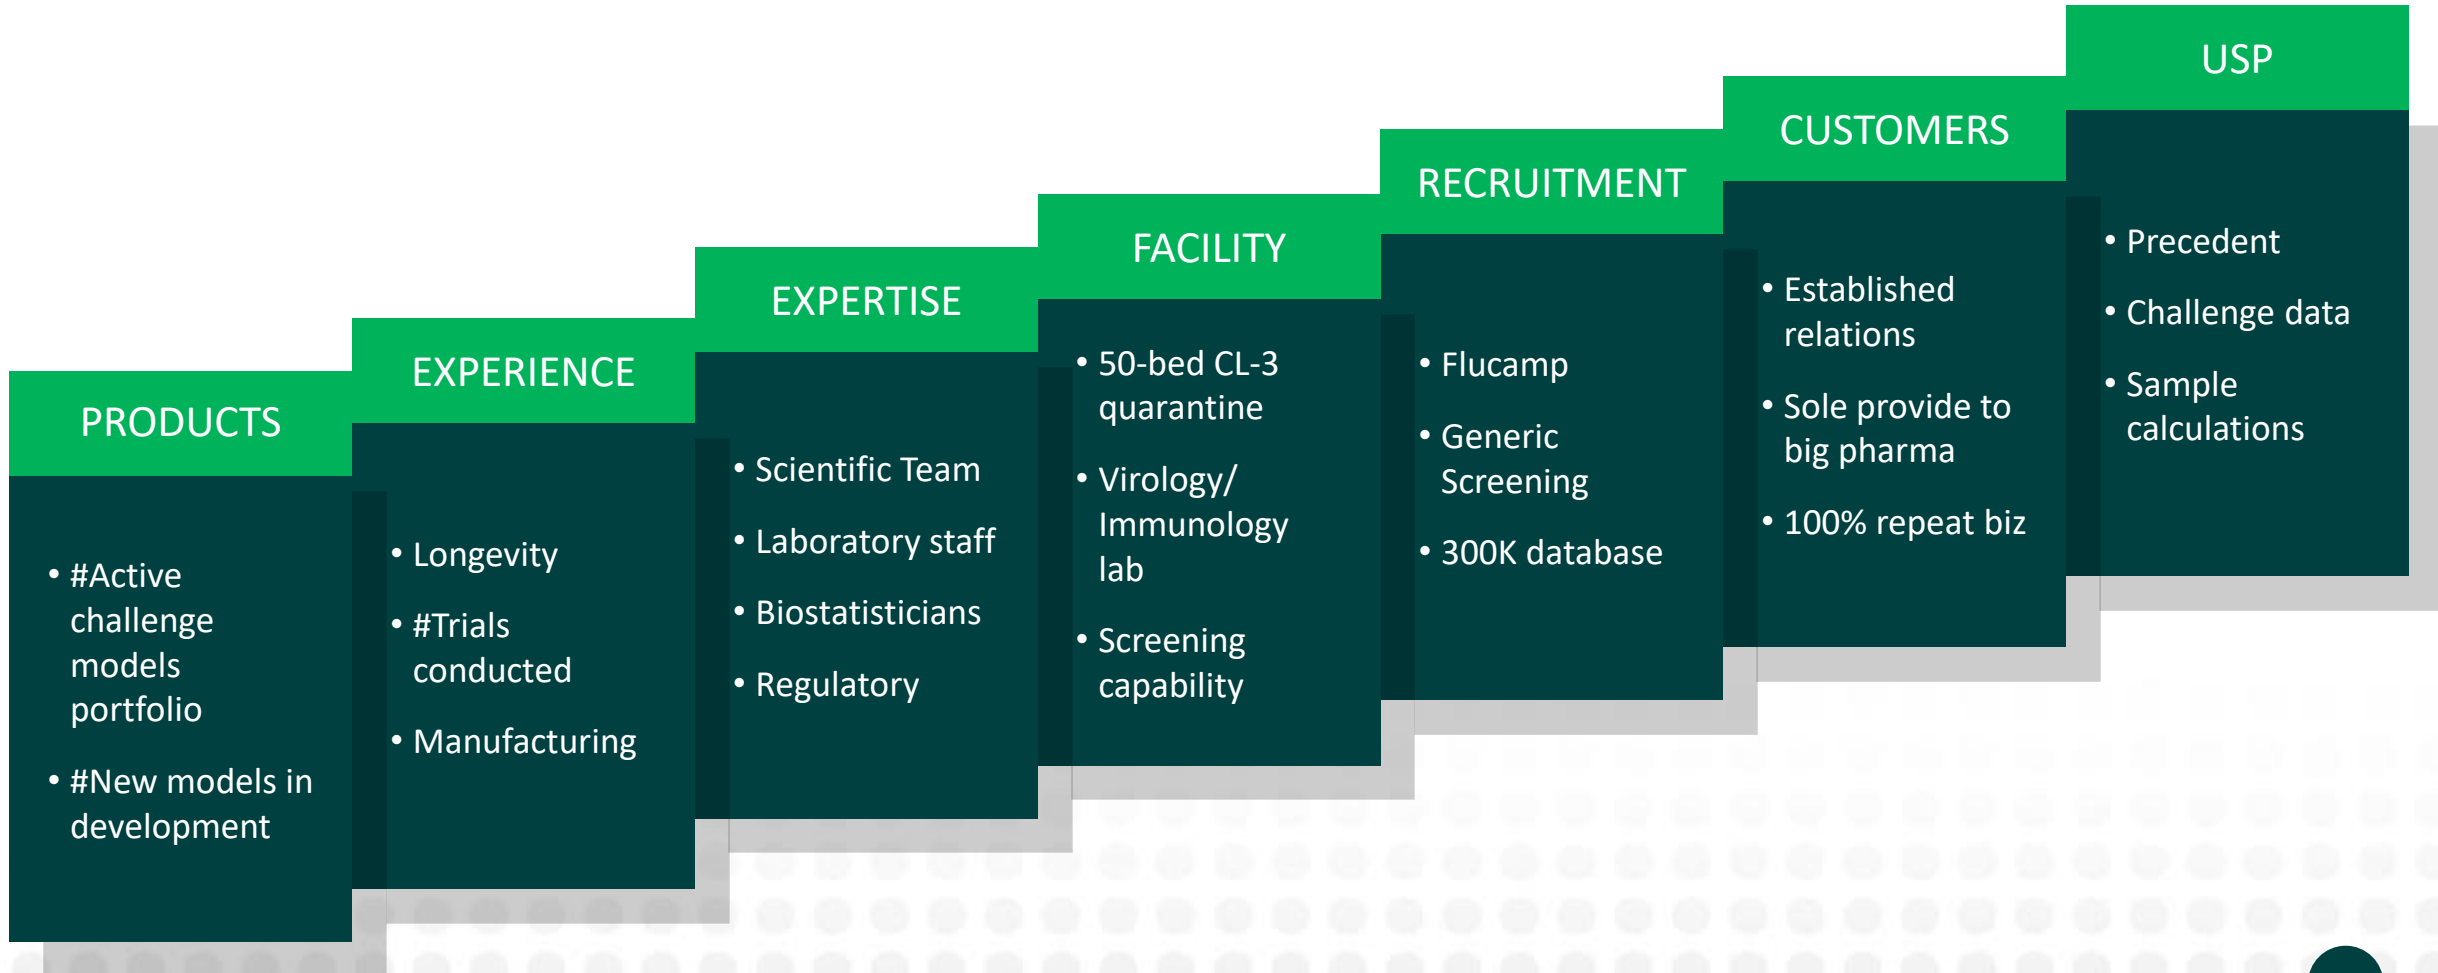 PRODUCTS
• #Active
challenge
models
portfolio
• #New models in
development
EXPERIENCE
• Longevity
• #Trials
conducted
• Manufacturing
EXPERTISE
• Scientific Team
• Laboratory staff
• Biostatisticians
• Regulatory
FACILITY
• 50-bed CL-3
quarantine
• Virology/
Immunology
lab
• Screening
capability
RECRUITMENT
• Flucamp
• Generic
Screening
• 300K database
CUSTOMERS
• Established
relations
• Sole provide to
big pharma
• 100% repeat biz
USP
• Precedent
• Challenge data
• Sample
calculations